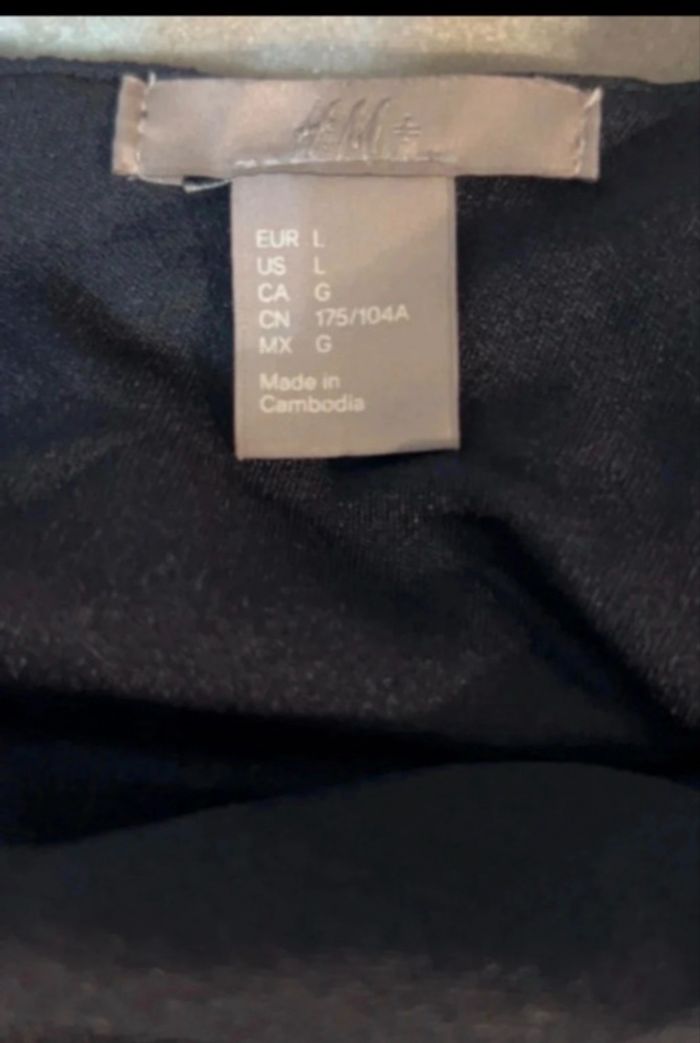 H&M+
EUR L
US L
CA G
CN 175/104A
MX G
Made in
Cambodia